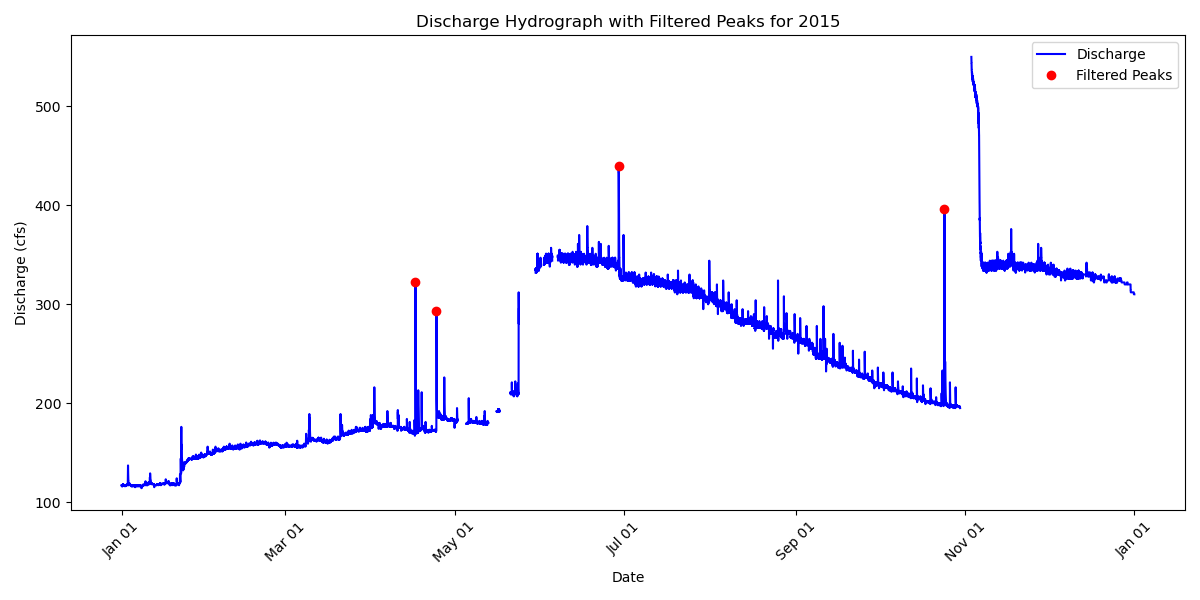 Discharge Hydrograph with Filtered Peaks for 2015
Discharge
Filtered Peaks
Discharge (cfs)
500
400
300
200
100
Jan 01
Mar 01
May 01
Jul 01
Sep 01
Nov 01
Jan 01
Date